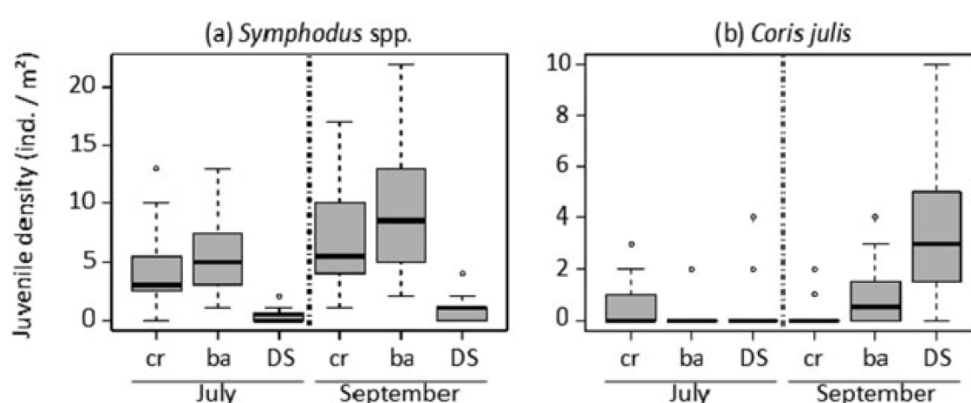 (a) Symphodus spp.
(b) Coris julis
Juvenile density (ind. / m²)
20
15
10
5
0
10
8
6
4
2
0
cr ba DS cr ba DS
July September
cr ba DS cr ba DS
July September